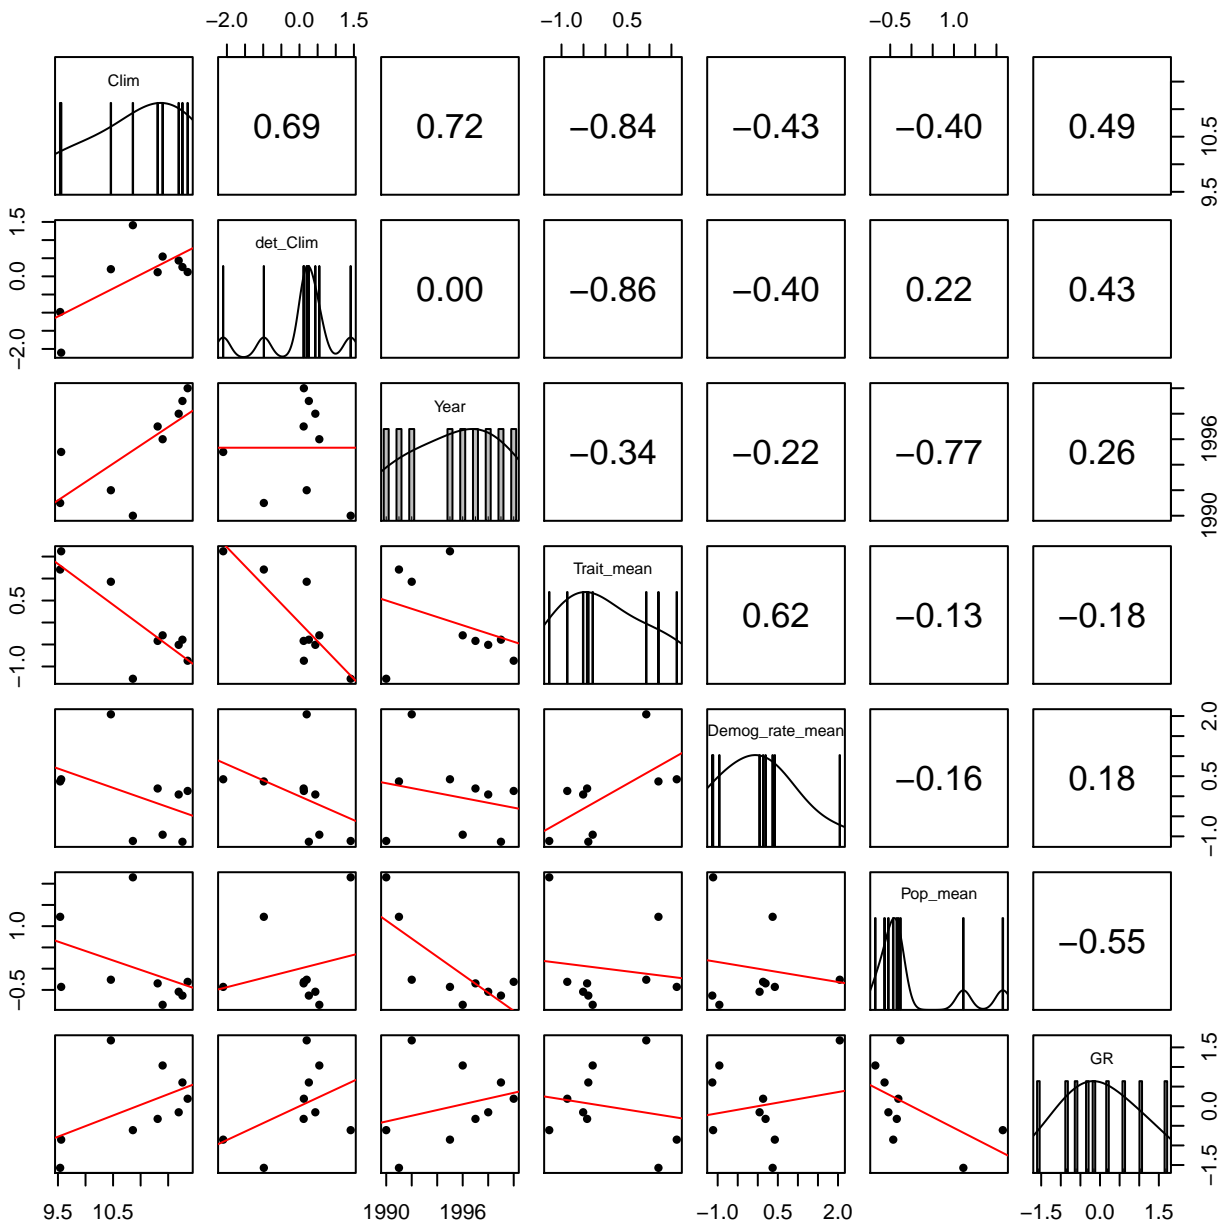 −2.0 0.0 1.5 −1.0 0.5 −0.5 1.0
Clim 0.69 0.72 −0.84 −0.43 −0.40 0.49 9.5 10.5
−2.0 0.0 1.5 det_Clim 0.00 −0.86 −0.40 0.22 0.43
Year −0.34 −0.22 −0.77 0.26 1990 1996
−1.0 0.5 Trait_mean 0.62 −0.13 −0.18
Demog_rate_mean −0.16 0.18 −1.0 0.5 2.0
−0.5 1.0 Pop_mean −0.55
GR −1.5 0.0 1.5
9.5 10.5 1990 1996 −1.0 0.5 2.0 −1.5 0.0 1.5